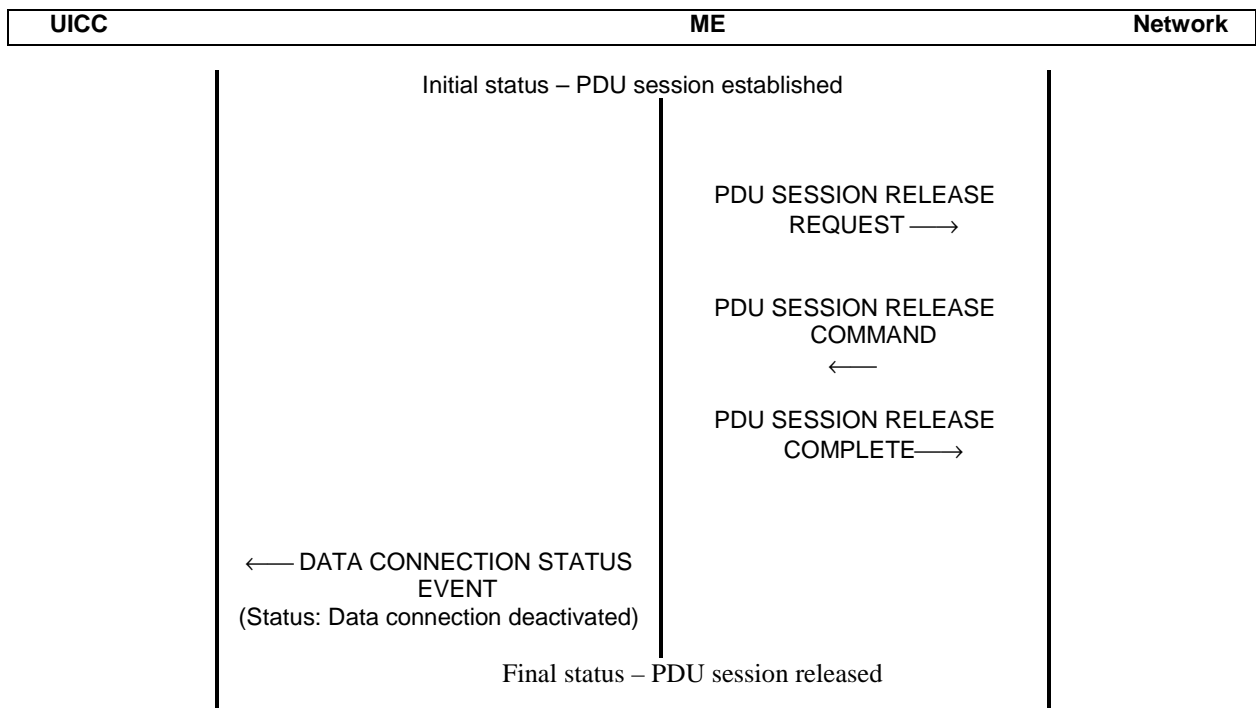 UICC ME Network
Initial status – PDU session established
PDU SESSION RELEASE
REQUEST ⟶
PDU SESSION RELEASE
COMMAND
⟵
PDU SESSION RELEASE
COMPLETE⟶
⟵ DATA CONNECTION STATUS
EVENT
(Status: Data connection deactivated)
Final status – PDU session released